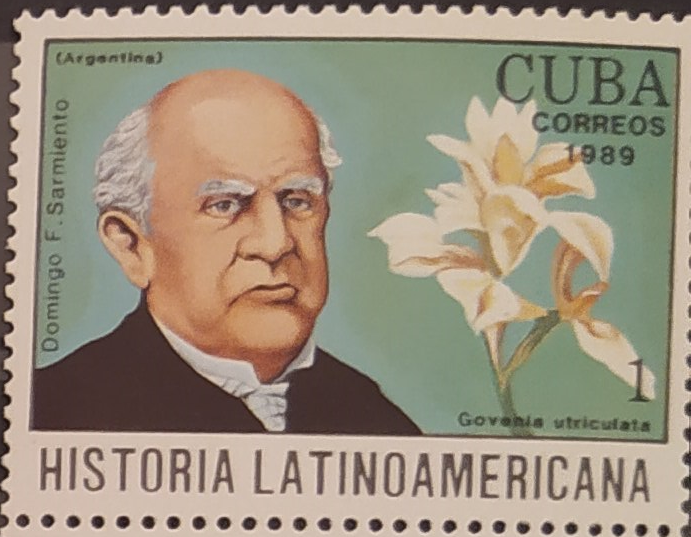 (Argentina)
Domingo F. Sarmiento
CUBA
CORREOS
1989
1
Govenia utriculata
HISTORIA LATINOAMERICANA